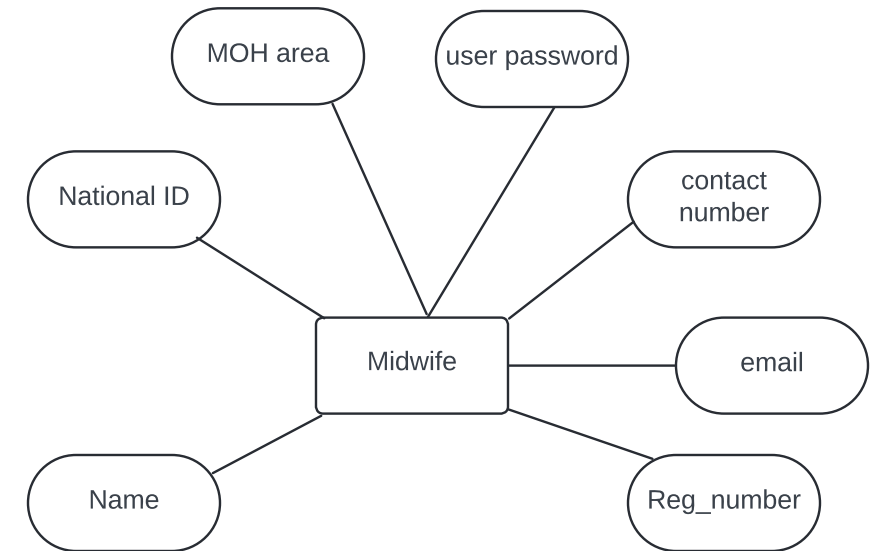 MOH area
user password
National ID
contact
number
Midwife
email
Name
Reg_number